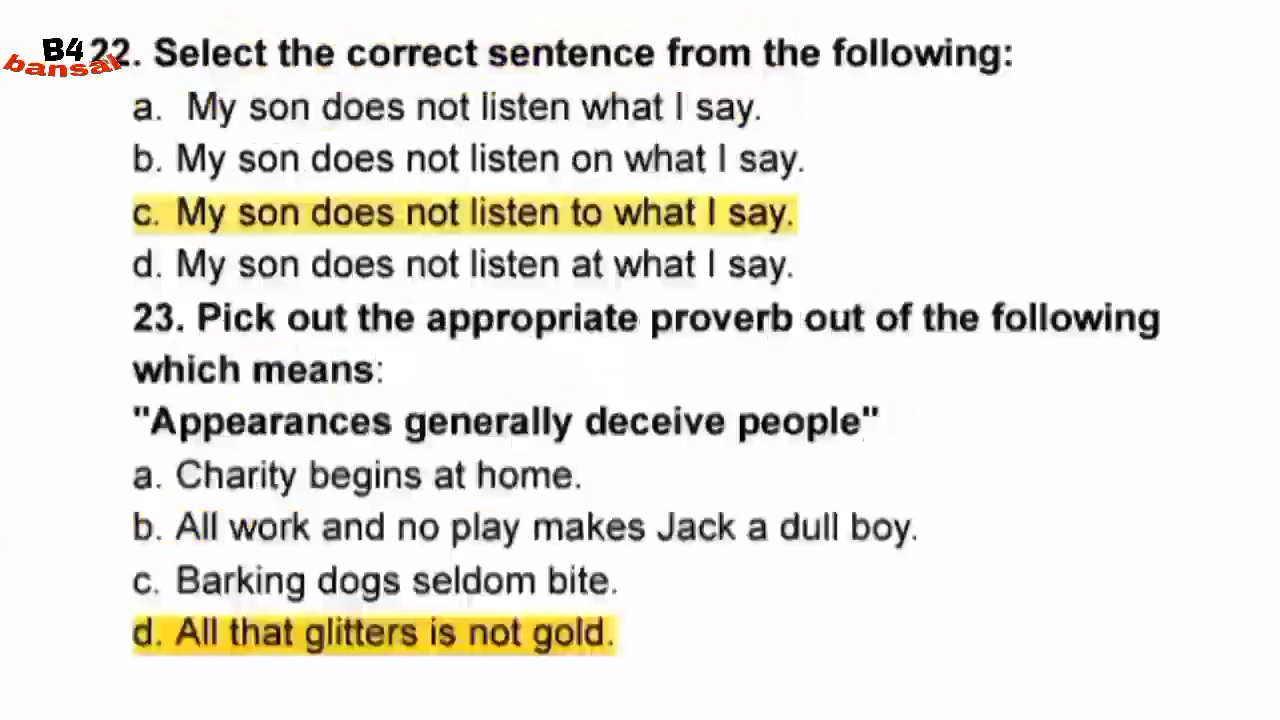 B4
bansal
22. Select the correct sentence from the following:
a. My son does not listen what I say.
b. My son does not listen on what I say.
c. My son does not listen to what I say.
d. My son does not listen at what I say.
23. Pick out the appropriate proverb out of the following
which means:
"Appearances generally deceive people"
a. Charity begins at home.
b. All work and no play makes Jack a dull boy.
c. Barking dogs seldom bite.
d. All that glitters is not gold.